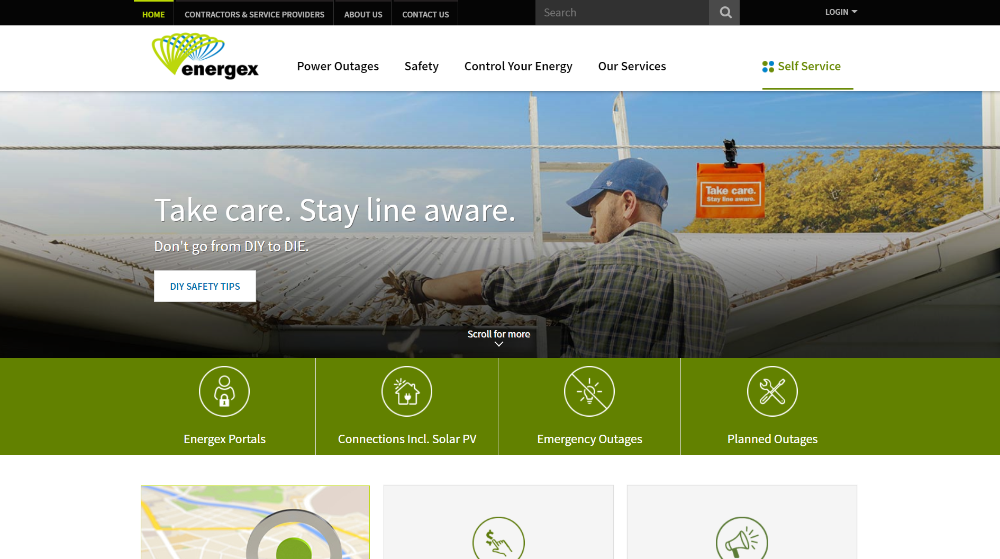 HOME
CONTRACTORS & SERVICE PROVIDERS
ABOUT US
CONTACT US
Search
LOGIN
energex
Power Outages
Safety
Control Your Energy
Our Services
Self Service
Take care.
Stay line aware.
Take care. Stay line aware.
Don't go from DIY to DIE.
DIY SAFETY TIPS
Scroll for more
Energex Portals
Connections Incl. Solar PV
Emergency Outages
Planned Outages